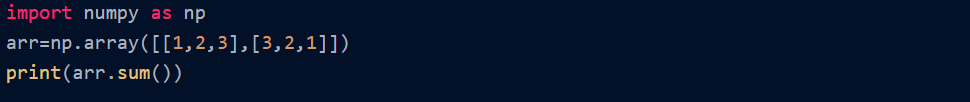 import numpy as np
arr=np.array([[1,2,3],[3,2,1]])
print(arr.sum())